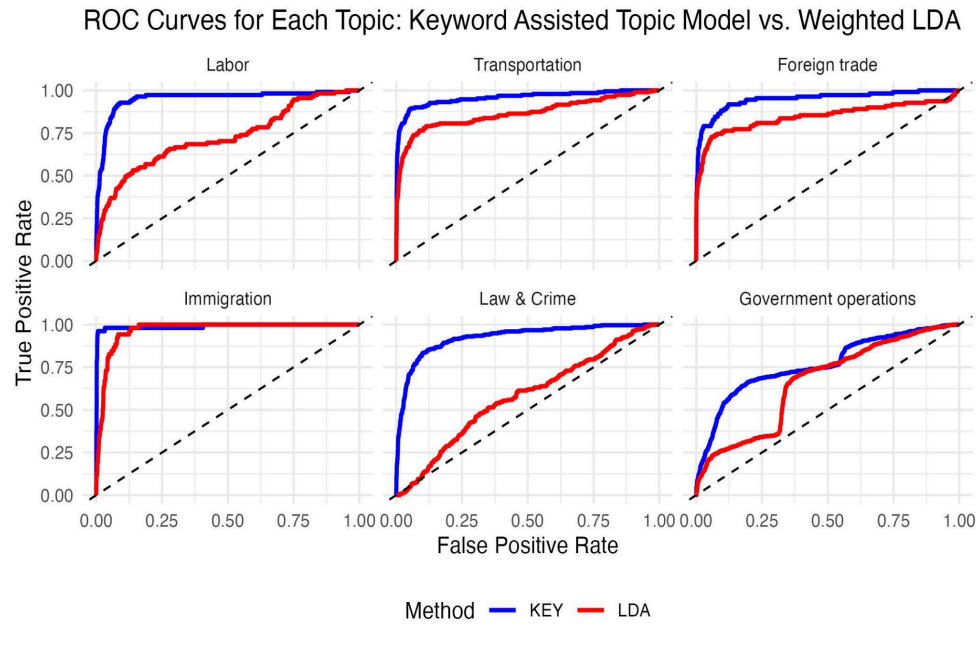 ROC Curves for Each Topic: Keyword Assisted Topic Model vs. Weighted LDA
Labor Transportation Foreign trade
1.00
0.75
0.50
0.25
0.00
Immigration Law & Crime Government operations
1.00
0.75
0.50
0.25
0.00
True Positive Rate
0.00 0.25 0.50 0.75 1.00 0.00 0.25 0.50 0.75 1.00 0.00 0.25 0.50 0.75 1.00
False Positive Rate
Method KEY LDA